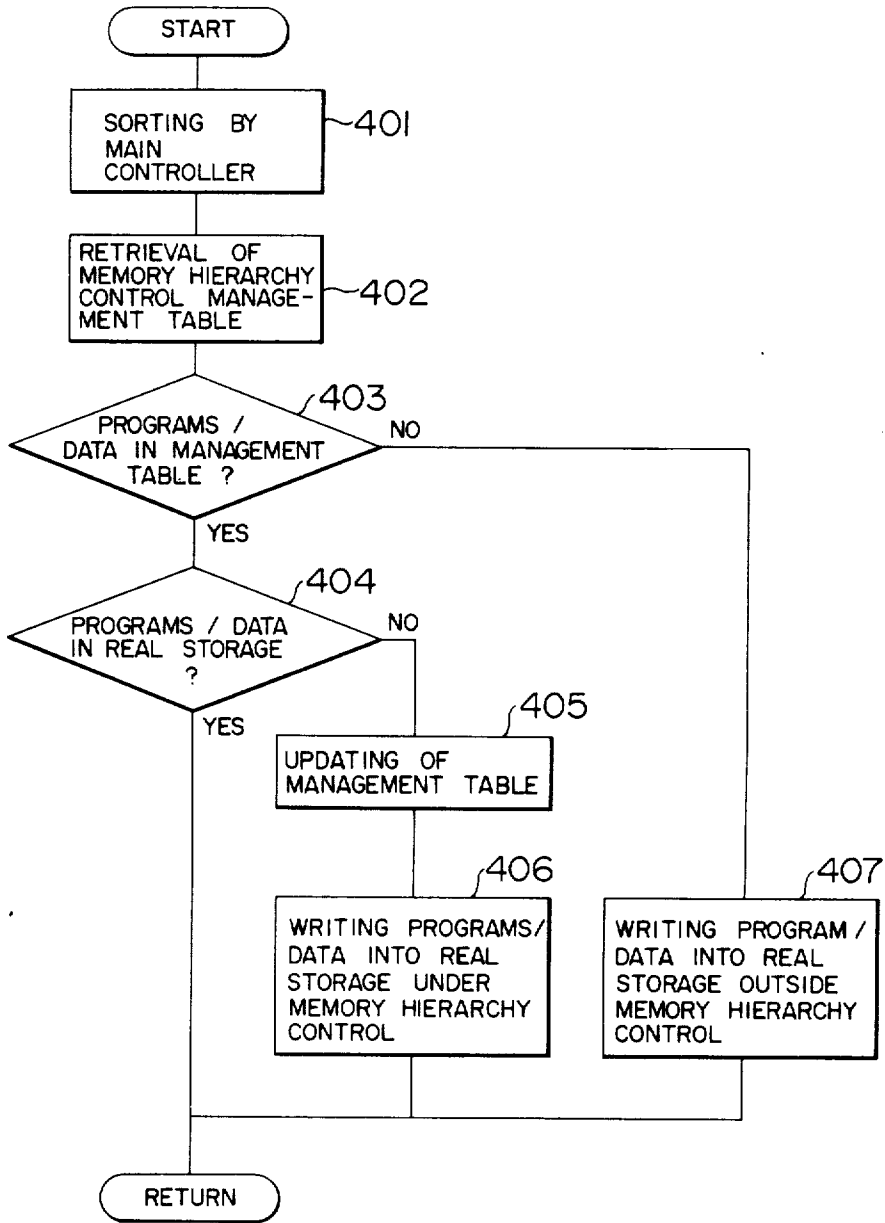 START
SORTING BY
MAIN
CONTROLLER
401
RETRIEVAL OF
MEMORY HIERARCHY
CONTROL MANAGE-
MENT TABLE
402
403
PROGRAMS /
DATA IN MANAGEMENT
TABLE ?
NO
YES
404
PROGRAMS / DATA
IN REAL STORAGE
?
NO
YES
405
UPDATING OF
MANAGEMENT TABLE
406
WRITING PROGRAMS/
DATA INTO REAL
STORAGE UNDER
MEMORY HIERARCHY
CONTROL
407
WRITING PROGRAM /
DATA INTO REAL
STORAGE OUTSIDE
MEMORY HIERARCHY
CONTROL
RETURN